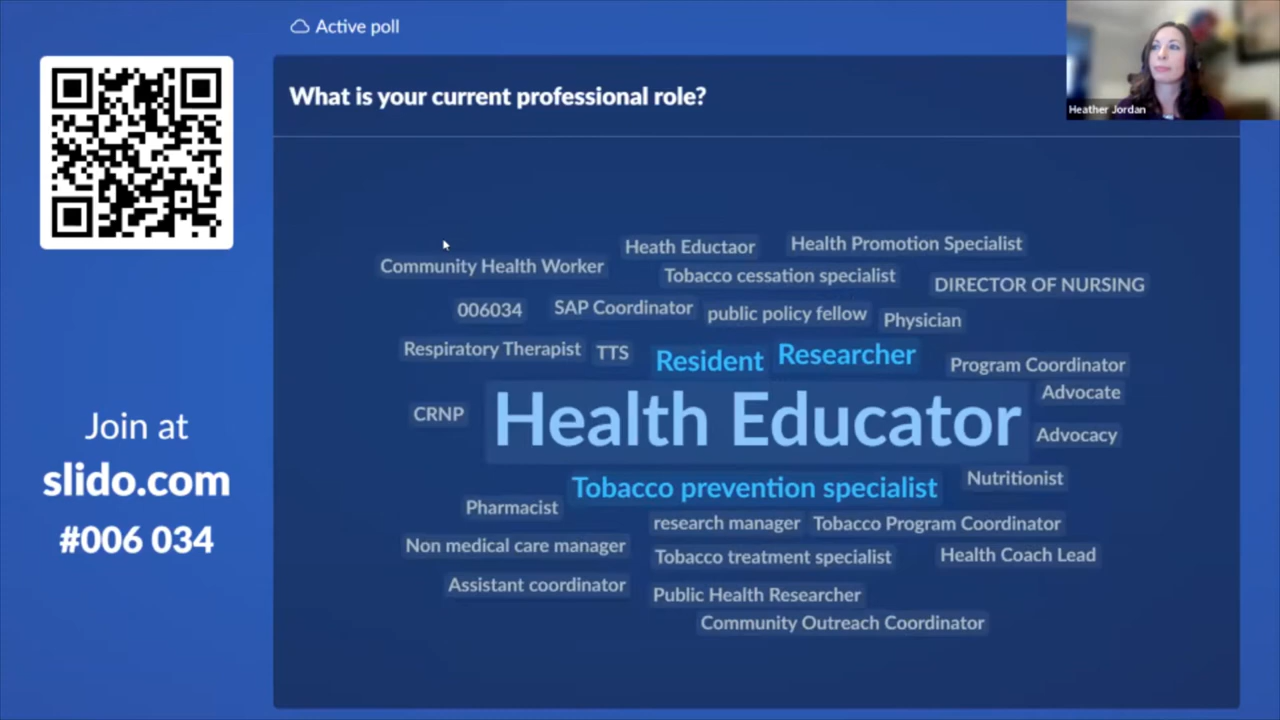 Active poll
What is your current professional role?
Heather Jordan
Heath Eductaor
Health Promotion Specialist
Community Health Worker
Tobacco cessation specialist
DIRECTOR OF NURSING
006034
SAP Coordinator
public policy fellow
Physician
Respiratory Therapist
TTS
Resident
Researcher
Program Coordinator
Advocate
CRNP
Health Educator
Advocacy
Tobacco prevention specialist
Nutritionist
Pharmacist
research manager
Tobacco Program Coordinator
Non medical care manager
Tobacco treatment specialist
Health Coach Lead
Assistant coordinator
Public Health Researcher
Community Outreach Coordinator
Join at
slido.com
#006 034